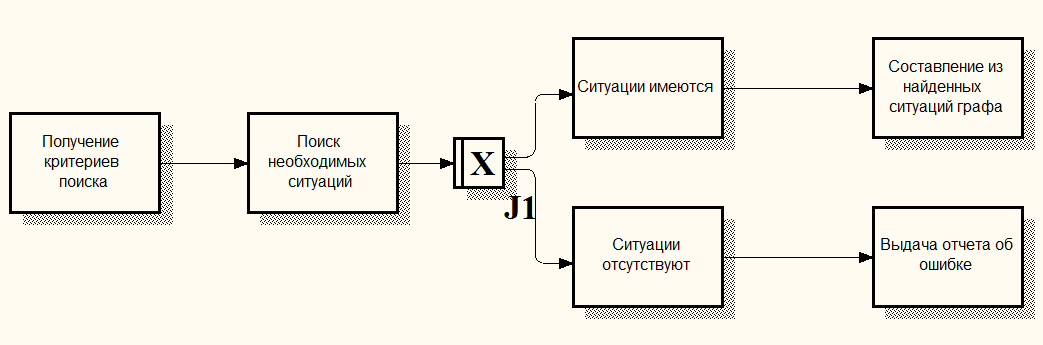 Получение
критериев
поиска
Поиск
необходимых
ситуаций
X
J1
Ситуации имеются
Составление из
найденных
ситуаций графа
Ситуации
отсутствуют
Выдача отчета об
ошибке